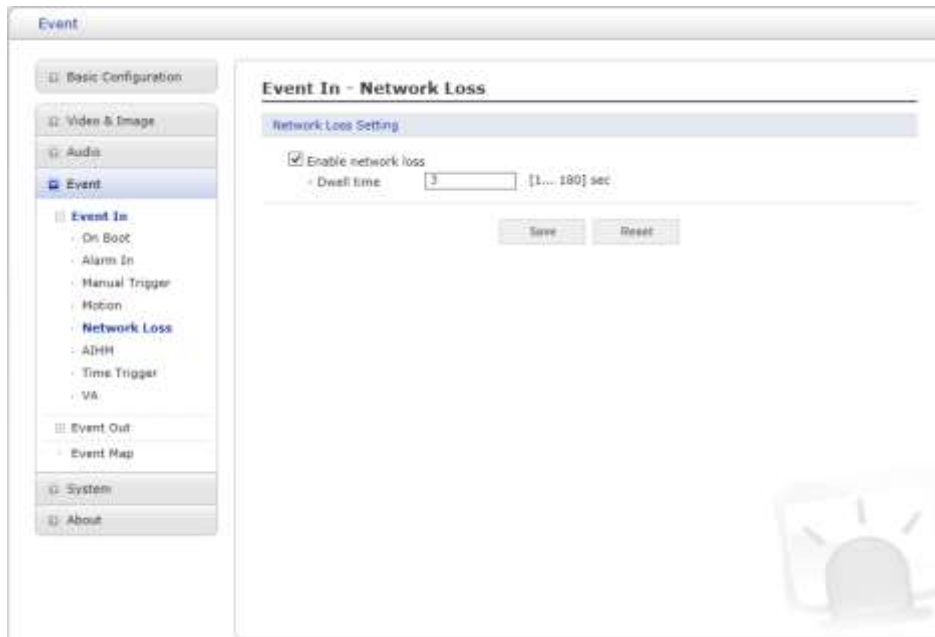 Event
Basic Configuration
Video & Image
Audio
Event
Event In
On Boot
Alarm In
Manual Trigger
Motion
Network Loss
AIHM
Time Trigger
VA
Event Out
Event Map
System
About
Event In - Network Loss
Network Loss Setting
Enable network loss
- Dwell time 3 [1... 180] sec
Save Reset